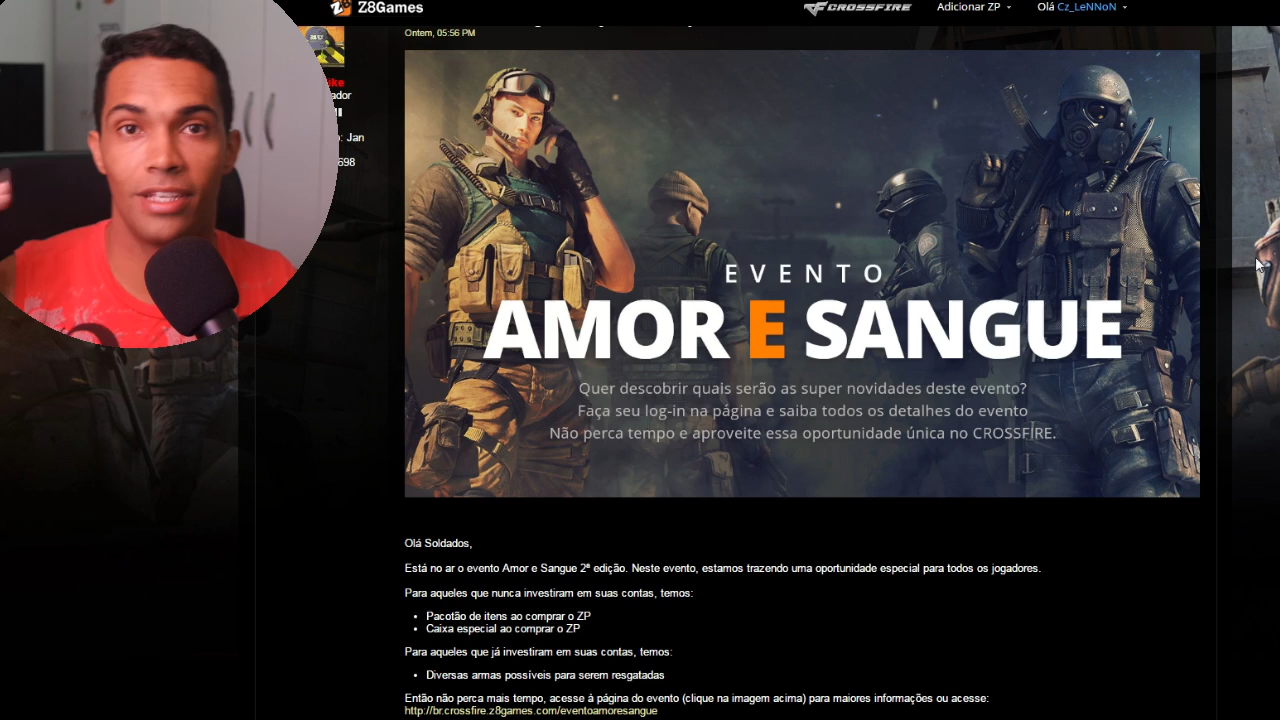 Z8Games
CROSSFIRE
Adicionar ZP
Olá Cz_LeNNoN
Ontem, 05:56 PM
ike
ador
: Jan
698
EVENTO
AMOR E SANGUE
Quer descobrir quais serão as super novidades deste evento?
Faça seu log-in na página e saiba todos os detalhes do evento
Não perca tempo e aproveite essa oportunidade única no CROSSFIRE.
Olá Soldados,
Está no ar o evento Amor e Sangue 2ª edição. Neste evento, estamos trazendo uma oportunidade especial para todos os jogadores.
Para aqueles que nunca investiram em suas contas, temos:
• Pacotão de itens ao comprar o ZP
• Caixa especial ao comprar o ZP
Para aqueles que já investiram em suas contas, temos:
• Diversas armas possíveis para serem resgatadas
Então não perca mais tempo, acesse à página do evento (clique na imagem acima) para maiores informações ou acesse:
http://br.crossfire.z8games.com/eventoamoresangue